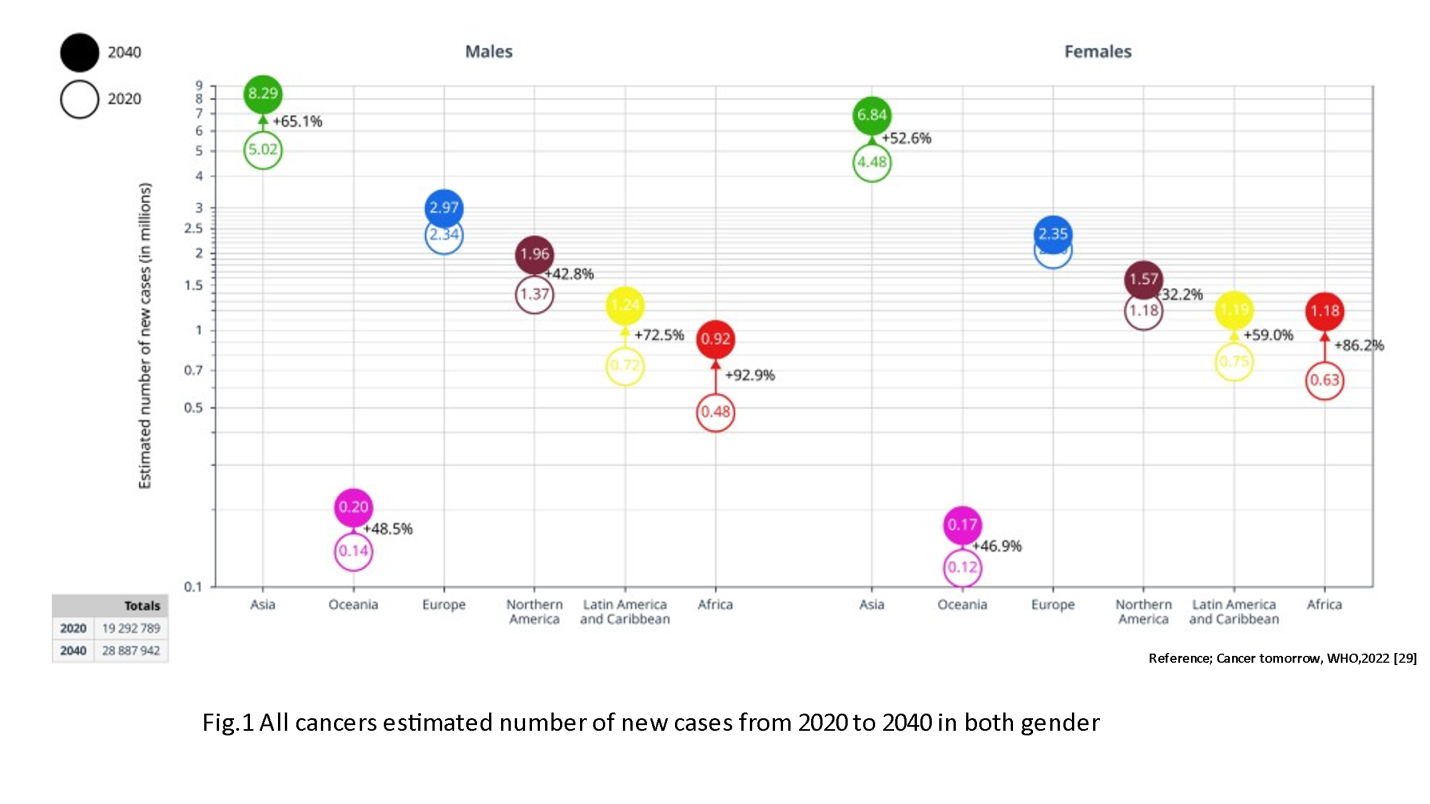 2040
2020
Males
Females
Estimated number of new cases (in millions)
9
8
7
6
5
4
3
2.5
2
1.5
1
0.7
0.5
0.1
8.29
+65.1%
5.02
0.20
+48.5%
0.14
2.97
2.34
1.96
+42.8%
1.37
1.24
+72.5%
0.72
0.92
+92.9%
0.48
6.84
+52.6%
4.48
0.17
+46.9%
0.12
2.35
1.57
32.2%
1.18
1.19
+59.0%
0.75
1.18
+86.2%
0.63
Asia
Oceania
Europe
Northern
America
Latin America
and Caribbean
Africa
Asia
Oceania
Europe
Northern
America
Latin America
and Caribbean
Africa
Totals
2020 19 292 789
2040 28 887 942
Reference; Cancer tomorrow, WHO,2022 [29]
Fig.1 All cancers estimated number of new cases from 2020 to 2040 in both gender